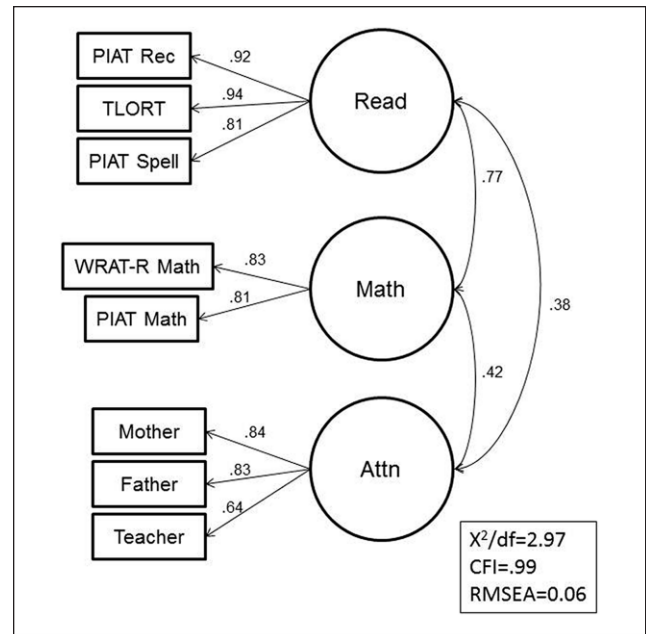 PIAT Rec
.92
TLORT
.94
Read
PIAT Spell
.81
.77
WRAT-R Math
.83
Math
PIAT Math
.81
.38
.42
Mother
.84
Father
.83
Attn
Teacher
.64
X²/df=2.97
CFI=.99
RMSEA=0.06